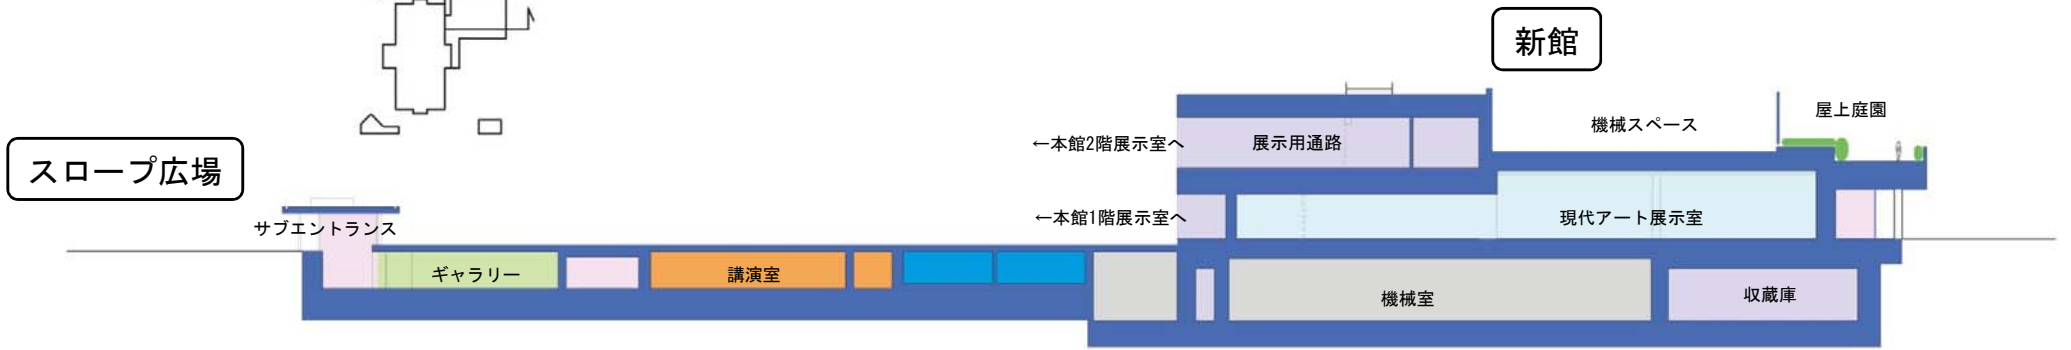 新館
屋上庭園
機械スペース
←本館2階展示室へ
展示用通路
スロープ広場
←本館1階展示室へ
現代アート展示室
サブエントランス
ギャラリー
講演室
機械室
収蔵庫